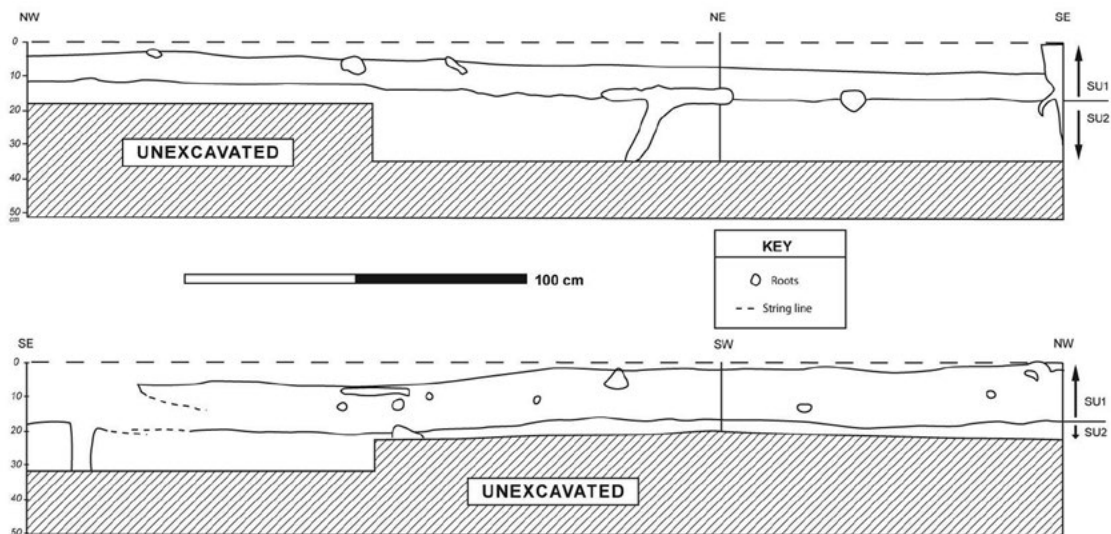 NW NE SE
0
10
20
30
40
50
cm
SU1
SU2
UNEXCAVATED
KEY
Roots
String line
100 cm
SE SW NW
0
10
20
30
40
50
SU1
SU2
UNEXCAVATED